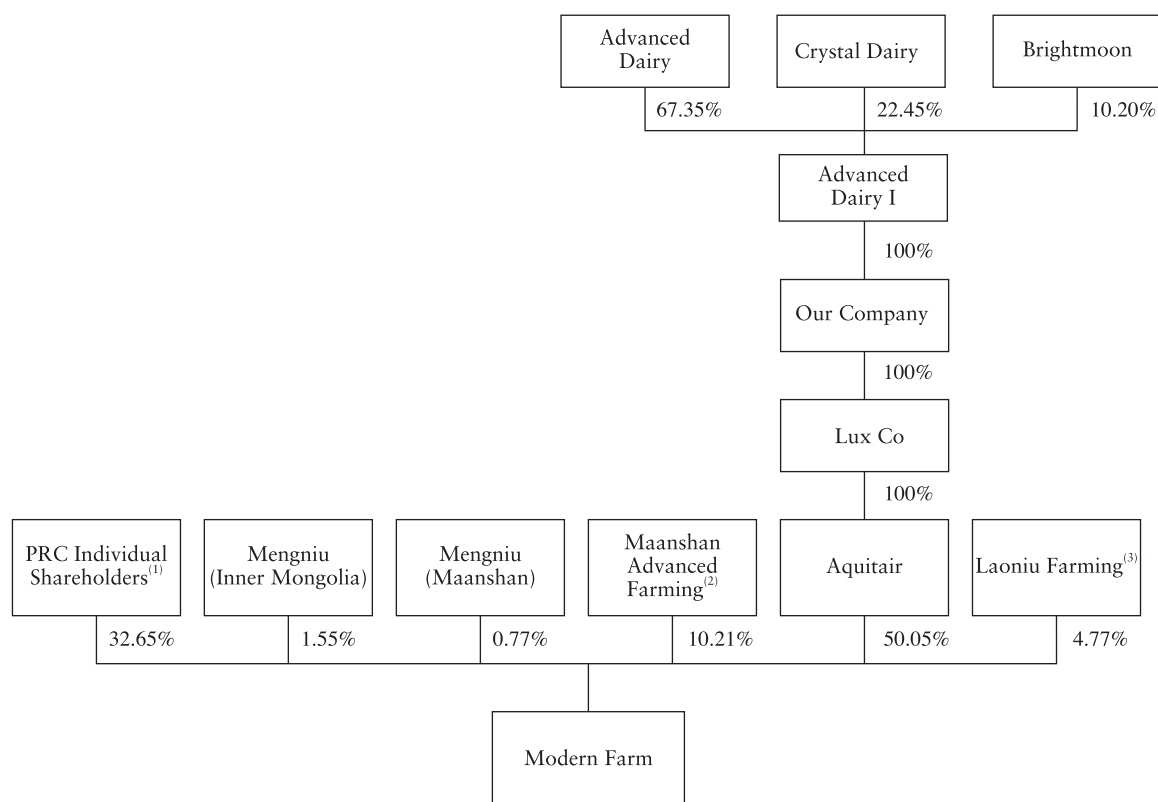 Advanced
Dairy
Crystal Dairy
Brightmoon
67.35%
22.45%
10.20%
Advanced
Dairy I
100%
Our Company
100%
Lux Co
100%
PRC Individual
Shareholders(1)
Mengniu
(Inner Mongolia)
Mengniu
(Maanshan)
Maanshan
Advanced
Farming(2)
Aquitair
Laoniu Farming(3)
32.65%
1.55%
0.77%
10.21%
50.05%
4.77%
Modern Farm